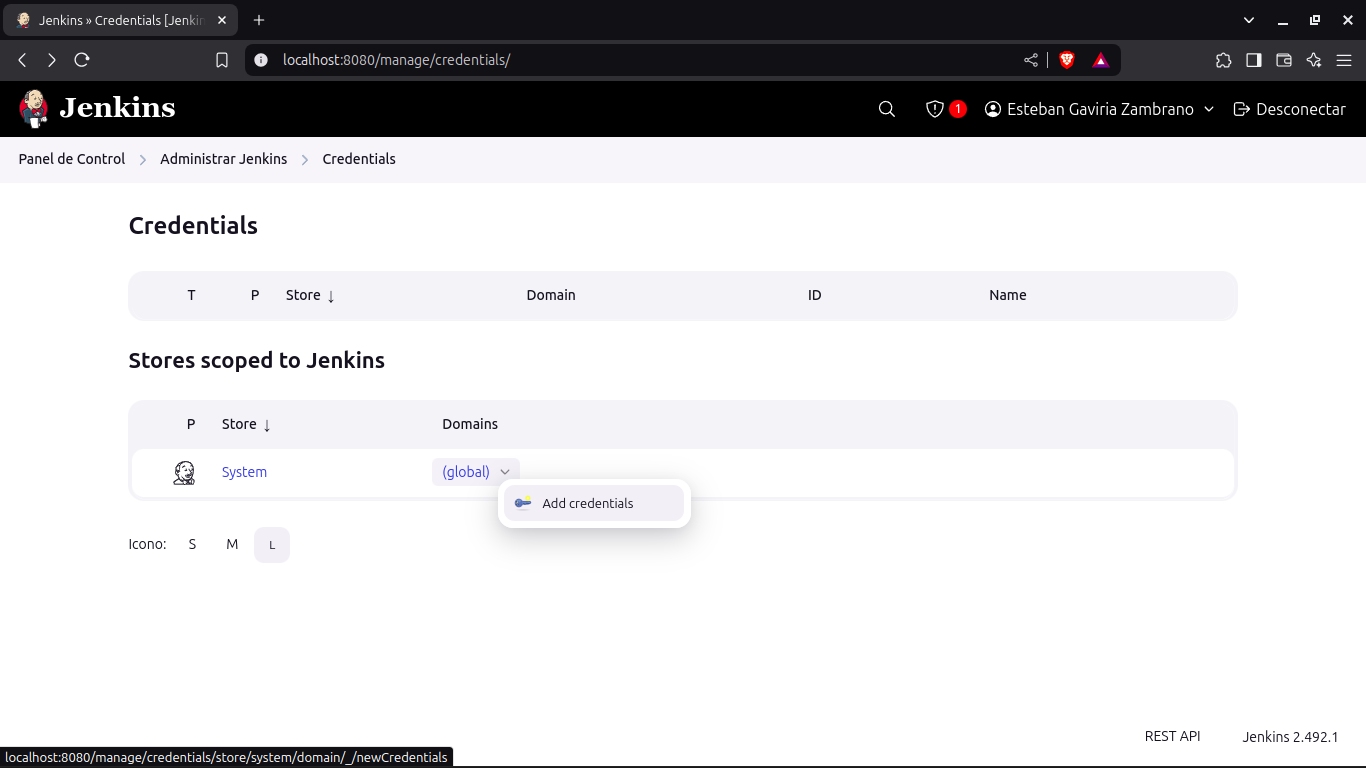 Jenkins » Credentials [Jenkin
localhost:8080/manage/credentials/
Jenkins
1
Esteban Gaviria Zambrano
Desconectar
Panel de Control
Administrar Jenkins
Credentials
Credentials
T P Store ↓ Domain ID Name
Stores scoped to Jenkins
P Store ↓ Domains
System (global)
Add credentials
Icono: S M L
REST API Jenkins 2.492.1
localhost:8080/manage/credentials/store/system/domain/_/newCredentials